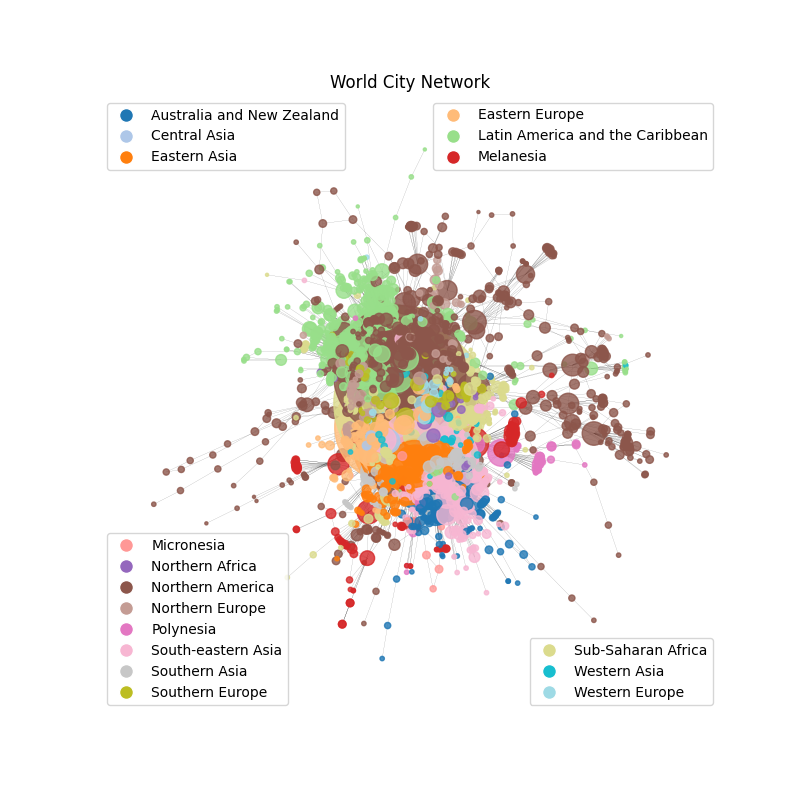 World City Network
Australia and New Zealand
Central Asia
Eastern Asia
Eastern Europe
Latin America and the Caribbean
Melanesia
Micronesia
Northern Africa
Northern America
Northern Europe
Polynesia
South-eastern Asia
Southern Asia
Southern Europe
Sub-Saharan Africa
Western Asia
Western Europe